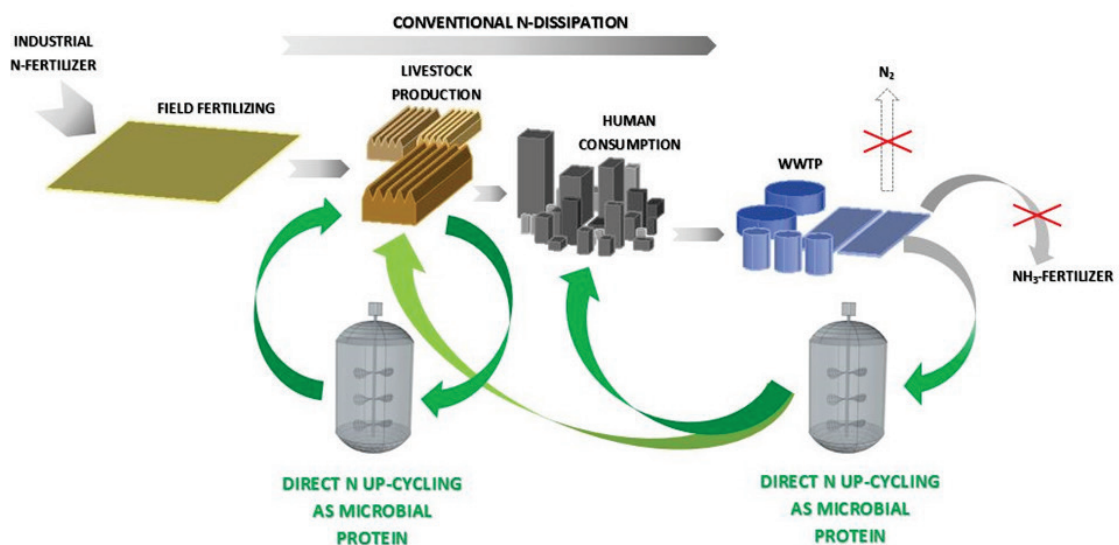 CONVENTIONAL N-DISSIPATION
INDUSTRIAL
N-FERTILIZER
FIELD FERTILIZING
LIVESTOCK
PRODUCTION
HUMAN
CONSUMPTION
WWTP
N₂
NH₃-FERTILIZER
DIRECT N UP-CYCLING
AS MICROBIAL
PROTEIN
DIRECT N UP-CYCLING
AS MICROBIAL
PROTEIN